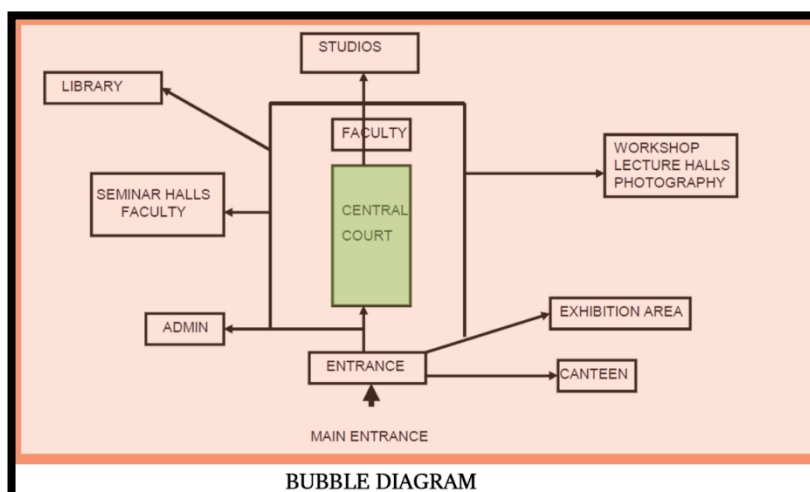 STUDIOS
LIBRARY
FACULTY
WORKSHOP
LECTURE HALLS
PHOTOGRAPHY
SEMINAR HALLS
FACULTY
CENTRAL
COURT
EXHIBITION AREA
ADMIN
ENTRANCE
CANTEEN
MAIN ENTRANCE
BUBBLE DIAGRAM